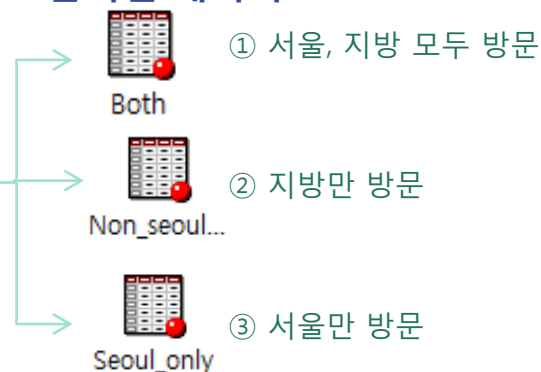 ① 서울, 지방 모두 방문
Both
② 지방만 방문
Non_seoul...
③ 서울만 방문
Seoul_only